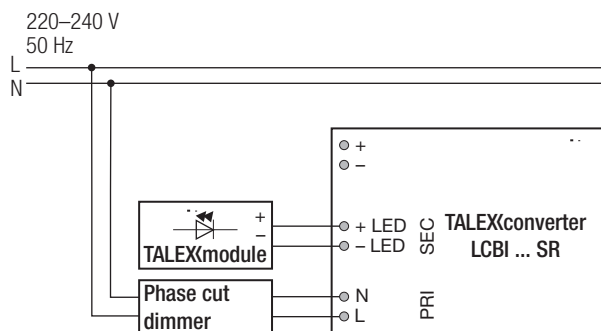 220–240 V
50 Hz
L
N
+
–
+
–
TALEXmodule
+ LED
– LED
SEC
TALEXconverter
LCBI ... SR
Phase cut
dimmer
N
L
PRI